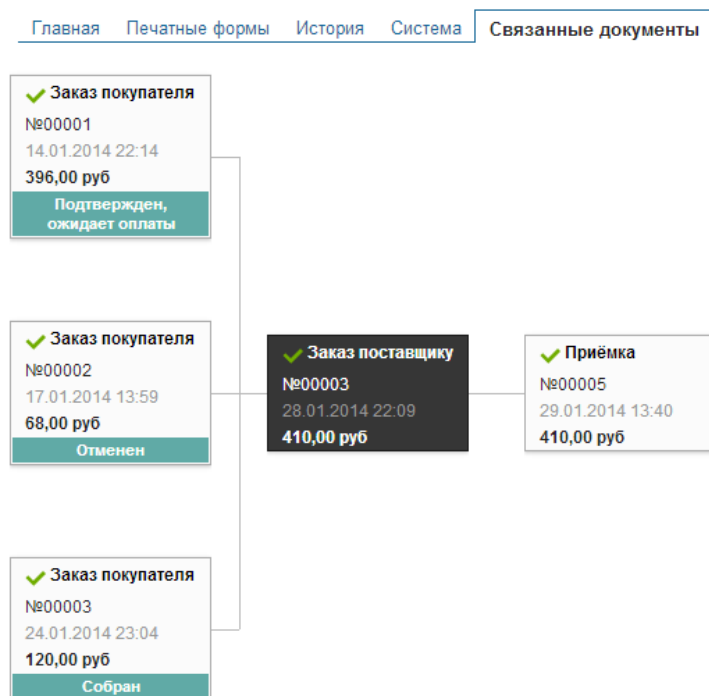 Главная Печатные формы История Система Связанные документы
Заказ покупателя
№00001
14.01.2014 22:14
396,00 руб
Подтвержден,
ожидает оплаты
Заказ покупателя
№00002
17.01.2014 13:59
68,00 руб
Отменен
Заказ поставщику
№00003
28.01.2014 22:09
410,00 руб
Приёмка
№00005
29.01.2014 13:40
410,00 руб
Заказ покупателя
№00003
24.01.2014 23:04
120,00 руб
Собран